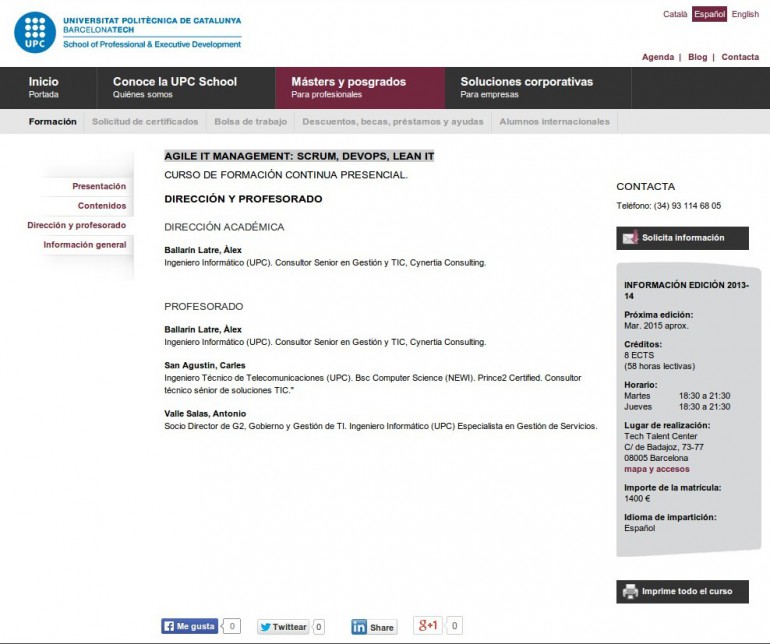 UNIVERSITAT POLITÈCNICA DE CATALUNYA
BARCELONATECH
School of Professional & Executive Development
UPC
Català Español English
Agenda | Blog | Contacta
Inicio
Portada
Conoce la UPC School
Quiénes somos
Másters y posgrados
Para profesionales
Soluciones corporativas
Para empresas
Formación Solicitud de certificados Bolsa de trabajo Descuentos, becas, préstamos y ayudas Alumnos internacionales
Presentación
Contenidos
Dirección y profesorado
Información general
AGILE IT MANAGEMENT: SCRUM, DEVOPS, LEAN IT
CURSO DE FORMACIÓN CONTINUA PRESENCIAL.
DIRECCIÓN Y PROFESORADO
DIRECCIÓN ACADÉMICA
Ballarín Latre, Àlex
Ingeniero Informático (UPC). Consultor Senior en Gestión y TIC, Cynertia Consulting.
PROFESORADO
Ballarín Latre, Àlex
Ingeniero Informático (UPC). Consultor Senior en Gestión y TIC, Cynertia Consulting.
San Agustín, Carles
Ingeniero Técnico de Telecomunicaciones (UPC). Bsc Computer Science (NEWI). Prince2 Certified. Consultor
técnico sénior de soluciones TIC."
Valle Salas, Antonio
Socio Director de G2, Gobierno y Gestión de TI. Ingeniero Informático (UPC) Especialista en Gestión de Servicios.
CONTACTA
Teléfono: (34) 93 114 68 05
Solicita información
INFORMACIÓN EDICIÓN 2013-
14
Próxima edición:
Mar. 2015 aprox.
Créditos:
8 ECTS
(58 horas lectivas)
Horario:
Martes 18:30 a 21:30
Jueves 18:30 a 21:30
Lugar de realización:
Tech Talent Center
C/ de Badajoz, 73-77
08005 Barcelona
mapa y accesos
Importe de la matrícula:
1400 €
Idioma de impartición:
Español
Imprime todo el curso
Me gusta 0 Twittear 0 in Share g+1 0